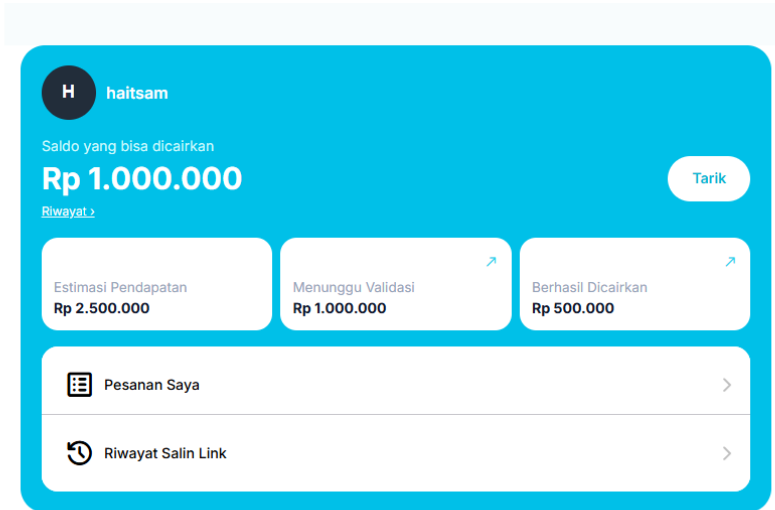 H
haitsam
Saldo yang bisa dicairkan
Rp 1.000.000
Tarik
Riwayat ›
Estimasi Pendapatan
Rp 2.500.000
Menunggu Validasi
Rp 1.000.000
Berhasil Dicairkan
Rp 500.000
Pesanan Saya
Riwayat Salin Link